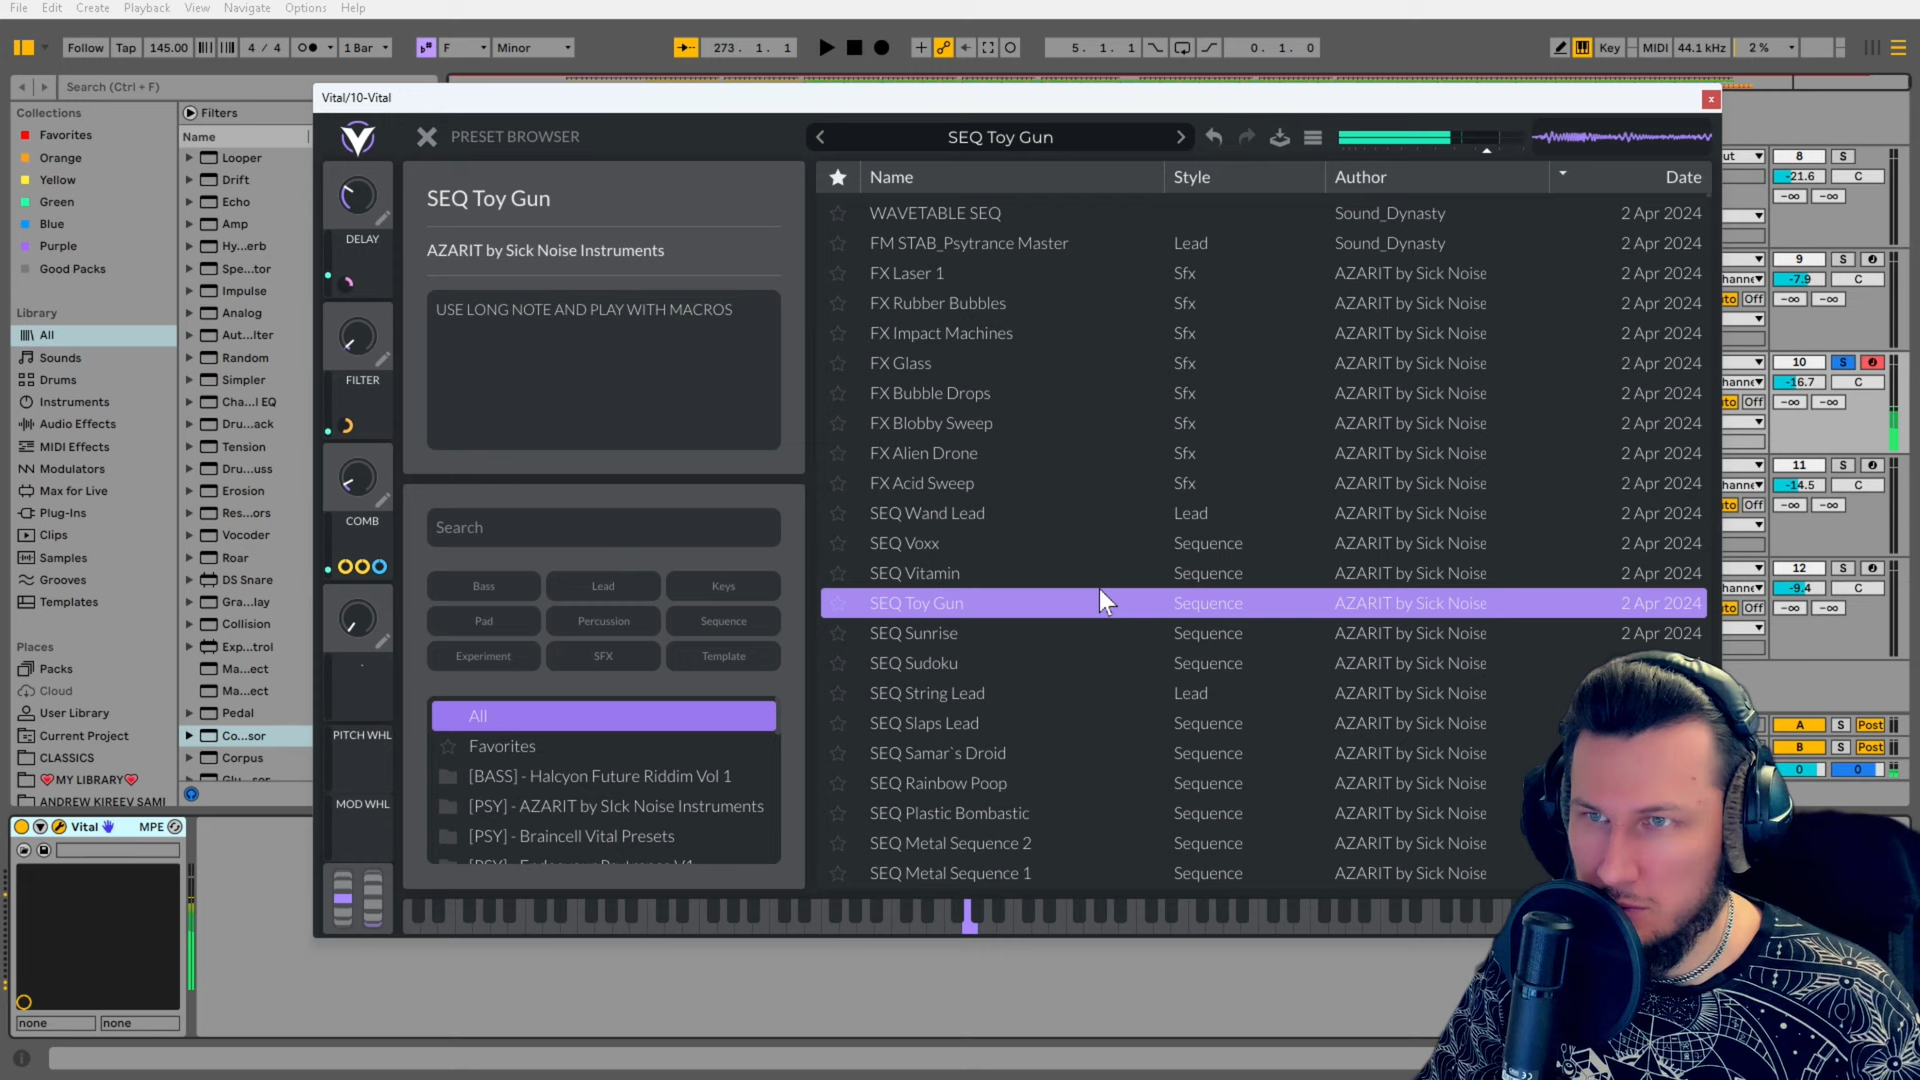 File Edit Create Playback View Navigate Options Help
Follow Tap 145.00 4 / 4 1 Bar F Minor 273. 1. 1 5. 1. 1 0. 1. 0 Key MIDI 44.1 kHz 2 %
Search (Ctrl + F)
Collections
Favorites
Orange
Yellow
Green
Blue
Purple
Good Packs
Library
All
Sounds
Drums
Instruments
Audio Effects
MIDI Effects
Modulators
Max for Live
Plug-Ins
Clips
Samples
Grooves
Templates
Places
Packs
Cloud
User Library
Current Project
CLASSICS
MY LIBRARY
ANDREW KIREEV SAMI
Filters
Name
Looper
Drift
Echo
Amp
Hy...erb
Spe...tor
Impulse
Analog
Aut...lter
Random
Simpler
Cha...l EQ
Dru...ack
Tension
Dru...uss
Erosion
Res...ors
Vocoder
Roar
DS Snare
Gra...lay
Collision
Exp...trol
Ma...ect
Ma...ect
Pedal
Co...sor
Corpus
Vital/10-Vital
x
PRESET BROWSER
SEQ Toy Gun
DELAY
FILTER
COMB
PITCH WHL
MOD WHL
SEQ Toy Gun
AZARIT by Sick Noise Instruments
USE LONG NOTE AND PLAY WITH MACROS
Search
Bass Lead Keys
Pad Percussion Sequence
Experiment SFX Template
All
Favorites
[BASS] - Halcyon Future Riddim Vol 1
[PSY] - AZARIT by SIck Noise Instruments
[PSY] - Braincell Vital Presets
Name Style Author Date
WAVETABLE SEQ Sound_Dynasty 2 Apr 2024
FM STAB_Psytrance Master Lead Sound_Dynasty 2 Apr 2024
FX Laser 1 Sfx AZARIT by Sick Noise 2 Apr 2024
FX Rubber Bubbles Sfx AZARIT by Sick Noise 2 Apr 2024
FX Impact Machines Sfx AZARIT by Sick Noise 2 Apr 2024
FX Glass Sfx AZARIT by Sick Noise 2 Apr 2024
FX Bubble Drops Sfx AZARIT by Sick Noise 2 Apr 2024
FX Blobby Sweep Sfx AZARIT by Sick Noise 2 Apr 2024
FX Alien Drone Sfx AZARIT by Sick Noise 2 Apr 2024
FX Acid Sweep Sfx AZARIT by Sick Noise 2 Apr 2024
SEQ Wand Lead Lead AZARIT by Sick Noise 2 Apr 2024
SEQ Voxx Sequence AZARIT by Sick Noise 2 Apr 2024
SEQ Vitamin Sequence AZARIT by Sick Noise 2 Apr 2024
SEQ Toy Gun Sequence AZARIT by Sick Noise 2 Apr 2024
SEQ Sunrise Sequence AZARIT by Sick Noise 2 Apr 2024
SEQ Sudoku Sequence AZARIT by Sick Noise
SEQ String Lead Lead AZARIT by Sick Noise
SEQ Slaps Lead Sequence AZARIT by Sick Noise
SEQ Samar`s Droid Sequence AZARIT by Sick Noise
SEQ Rainbow Poop Sequence AZARIT by Sick Noise
SEQ Plastic Bombastic Sequence AZARIT by Sick Noise
SEQ Metal Sequence 2 Sequence AZARIT by Sick Noise
SEQ Metal Sequence 1 Sequence AZARIT by Sick Noise
8 S
-21.6 C
-∞ -∞
9 S
-7.9 C
Off -∞ -∞
10 S
-16.7 C
Off -∞ -∞
11 S
-14.5 C
Off -∞ -∞
12 S
-9.4 C
Off -∞ -∞
A S Post
B S Post
0 0
Vital MPE
none none